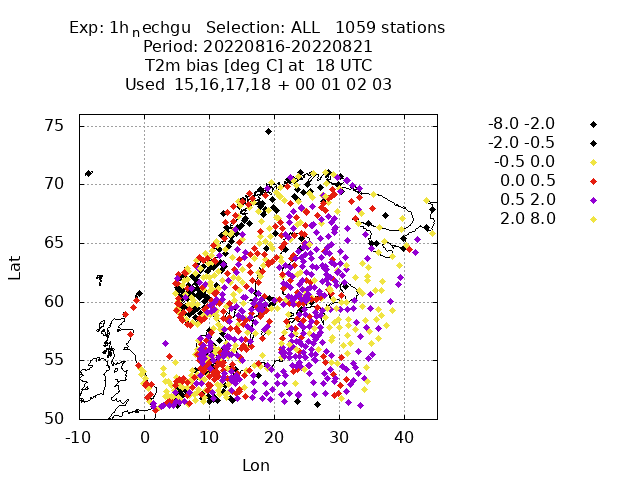 Exp: 1h_nechgu Selection: ALL 1059 stations
Period: 20220816-20220821
T2m bias [deg C] at 18 UTC
Used 15,16,17,18 + 00 01 02 03
-8.0 -2.0
-2.0 -0.5
-0.5 0.0
0.0 0.5
0.5 2.0
2.0 8.0
75
70
65
60
55
50
Lat
-10 0 10 20 30 40
Lon